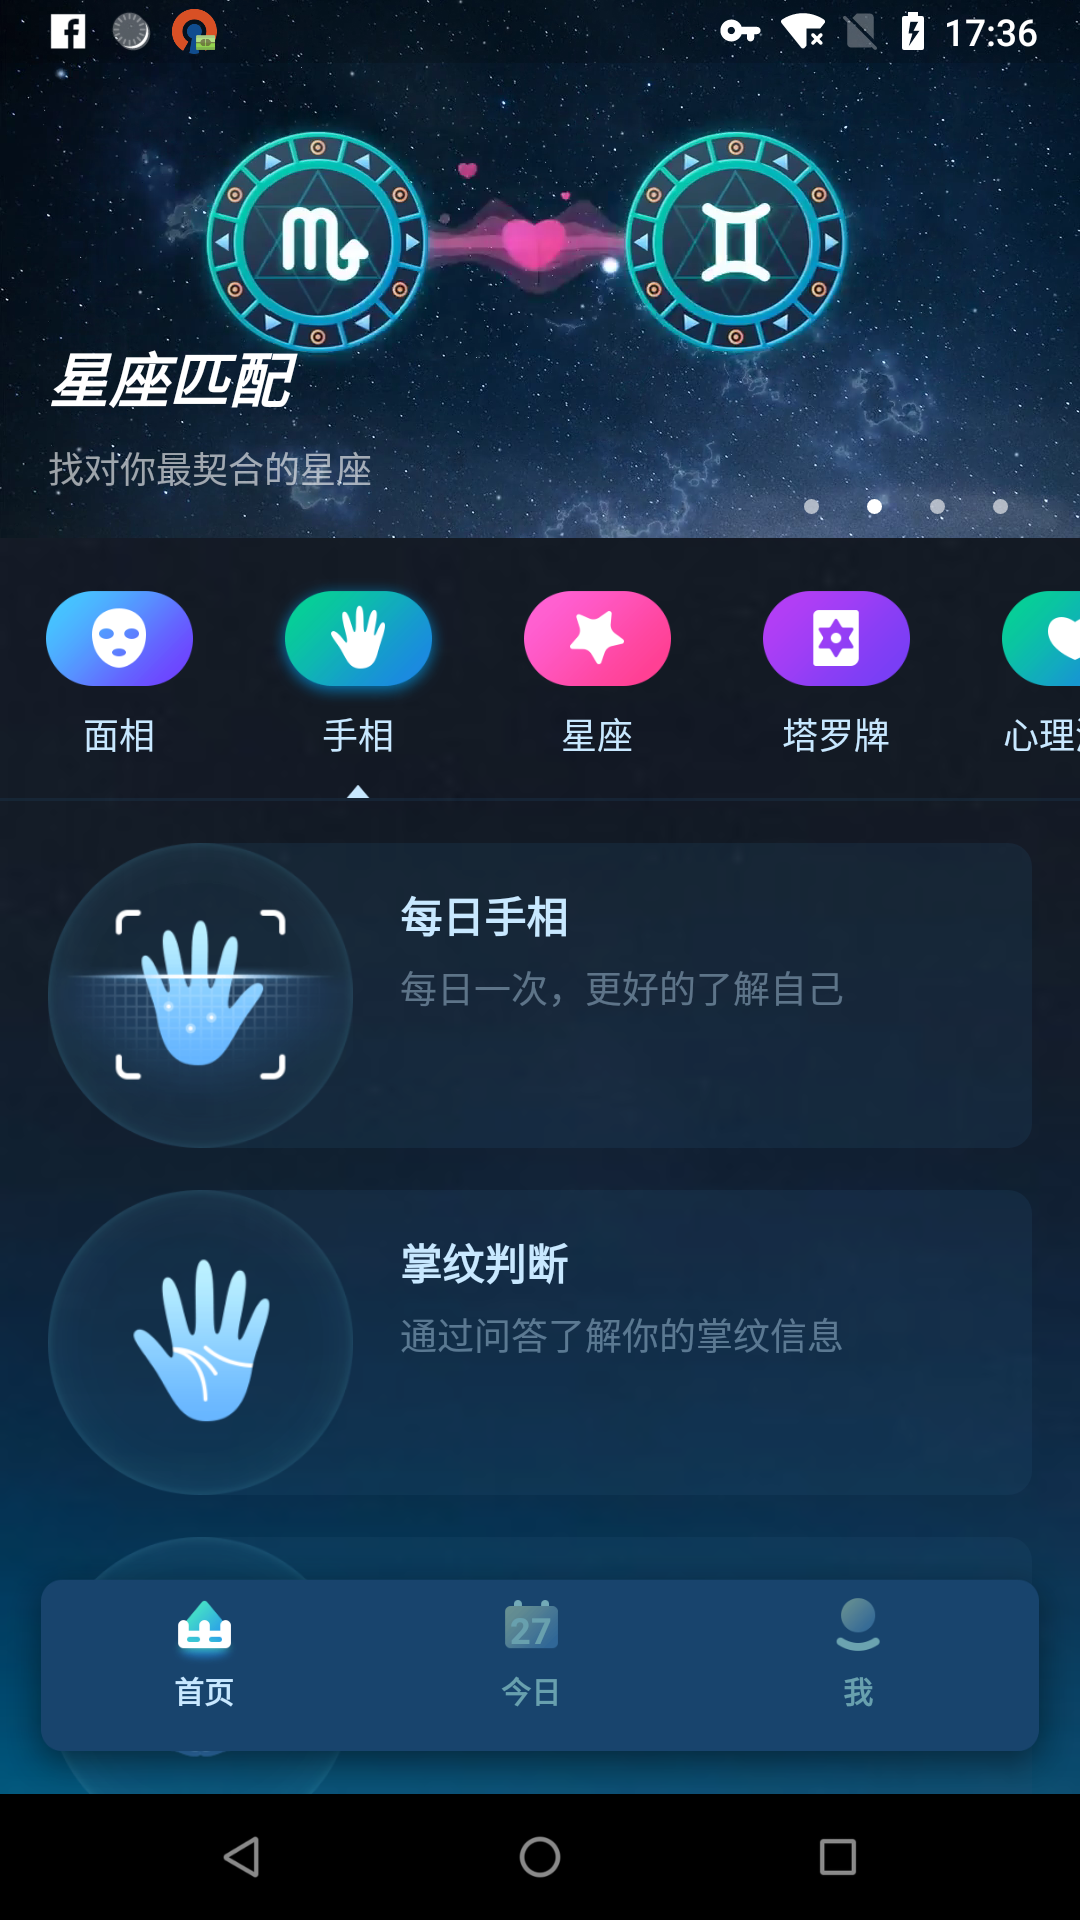 17:36
星座匹配
找对你最契合的星座
面相
手相
星座
塔罗牌
心理
每日手相
每日一次，更好的了解自己
掌纹判断
通过问答了解你的掌纹信息
27
首页
今日
我